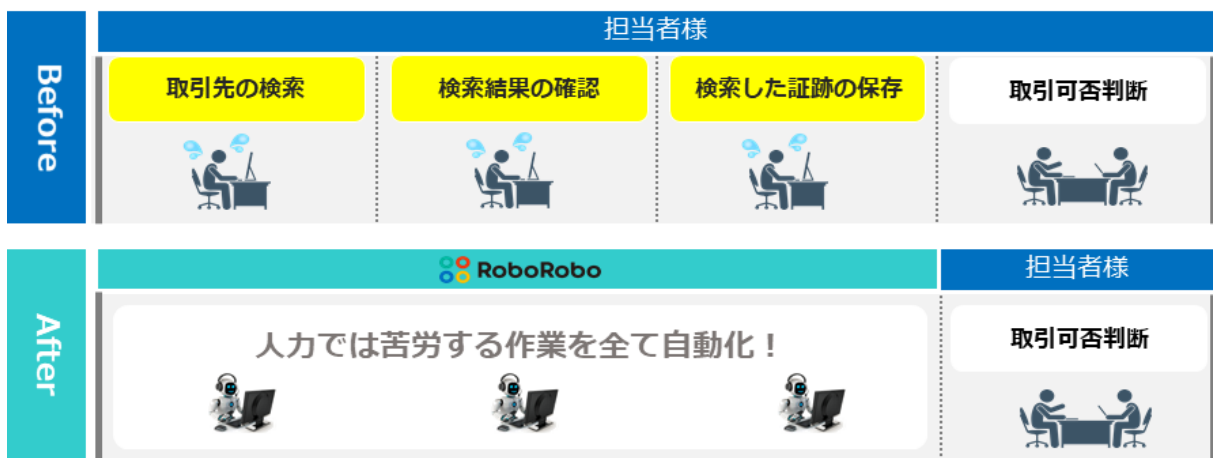 Before
担当者様
取引先の検索
検索結果の確認
検索した証跡の保存
取引可否判断
After
RoboRobo
担当者様
人力では苦労する作業を全て自動化！
取引可否判断